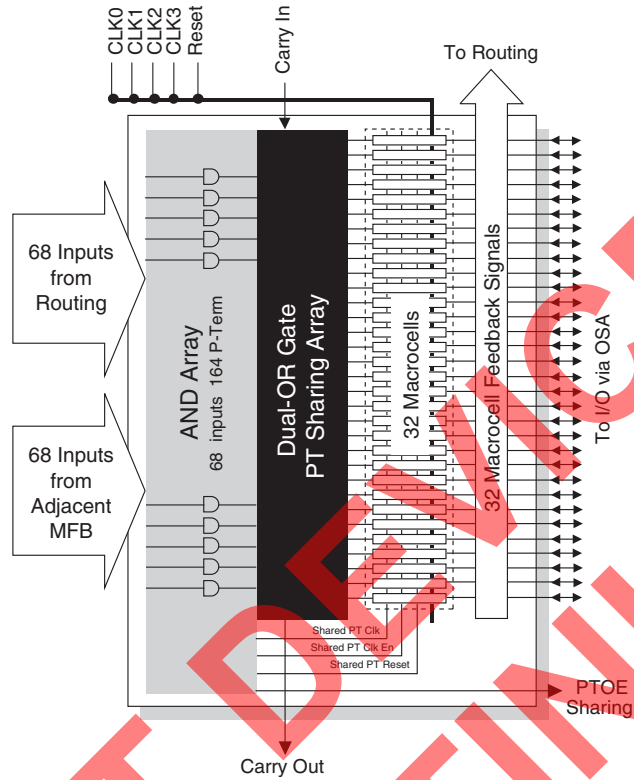 CLK0
CLK1
CLK2
CLK3
Reset
Carry In
To Routing
68 Inputs
from
Routing
68 Inputs
from
Adjacent
MFB
AND Array
68 inputs 164 P-Term
Dual-OR Gate
PT Sharing Array
32 Macrocells
32 Macrocell Feedback Signals
To I/O via OSA
Shared PT Clk
Shared PT Clk En
Shared PT Reset
PTOE
Sharing
Carry Out
T DEVIC
TINU